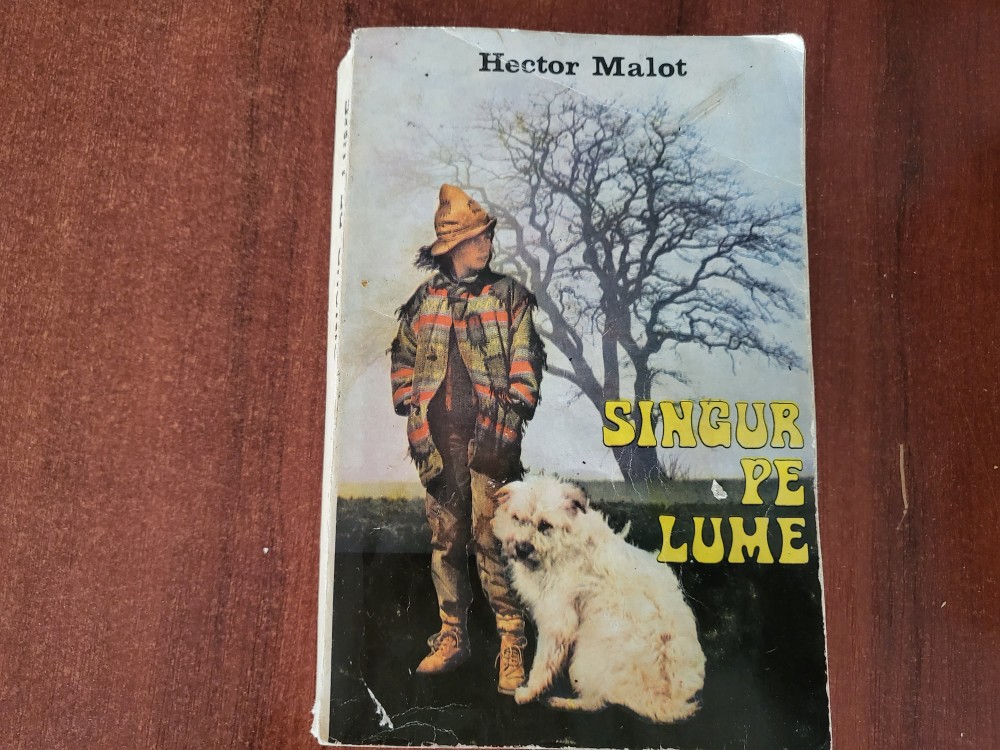 Hector Malot
SINGUR
PE
LUME